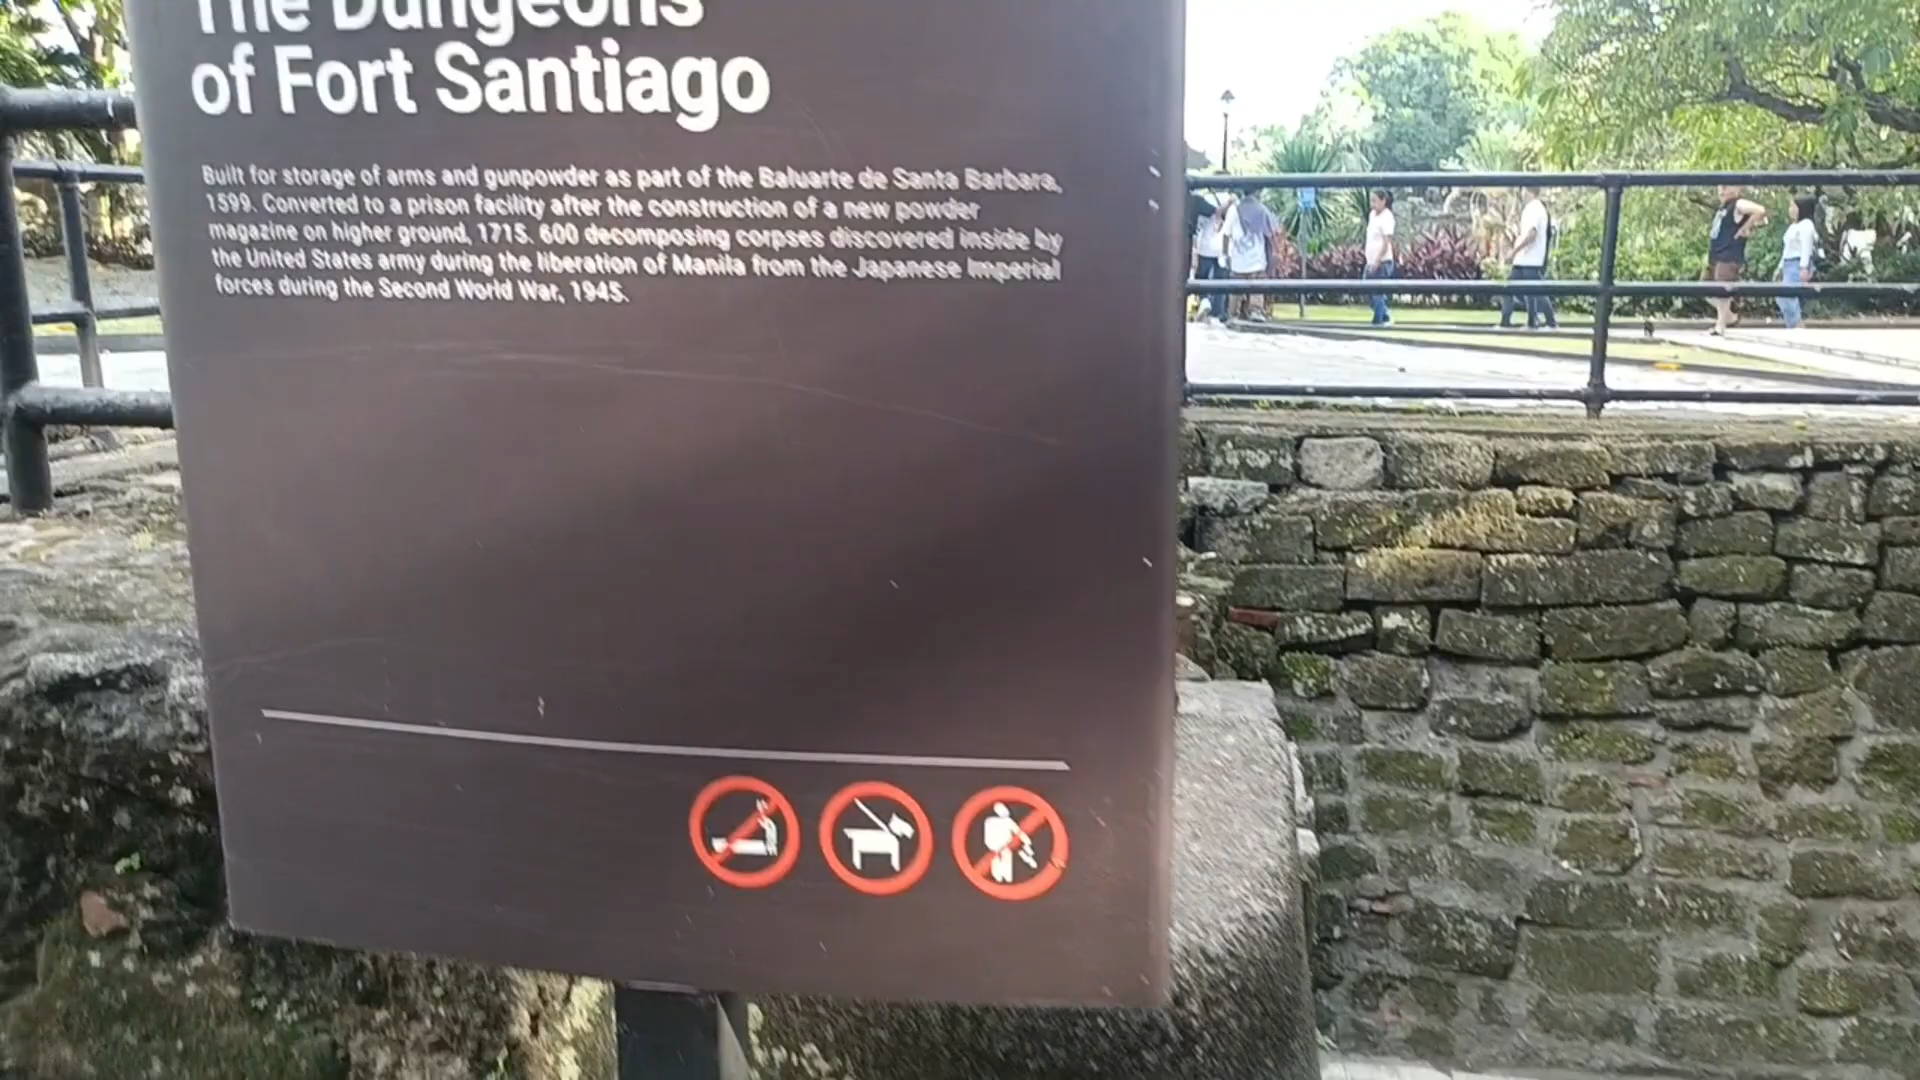 The Dungeons
of Fort Santiago
Built for storage of arms and gunpowder as part of the Baluarte de Santa Barbara,
1599. Converted to a prison facility after the construction of a new powder
magazine on higher ground, 1715. 600 decomposing corpses discovered inside by
the United States army during the liberation of Manila from the Japanese Imperial
forces during the Second World War, 1945.